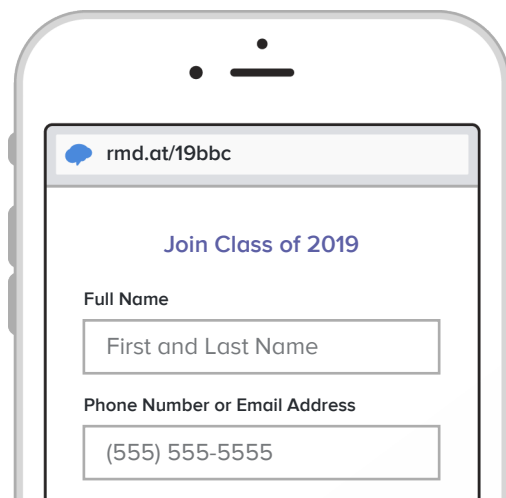 rmd.at/19bbc
Join Class of 2019
Full Name
First and Last Name
Phone Number or Email Address
(555) 555-5555